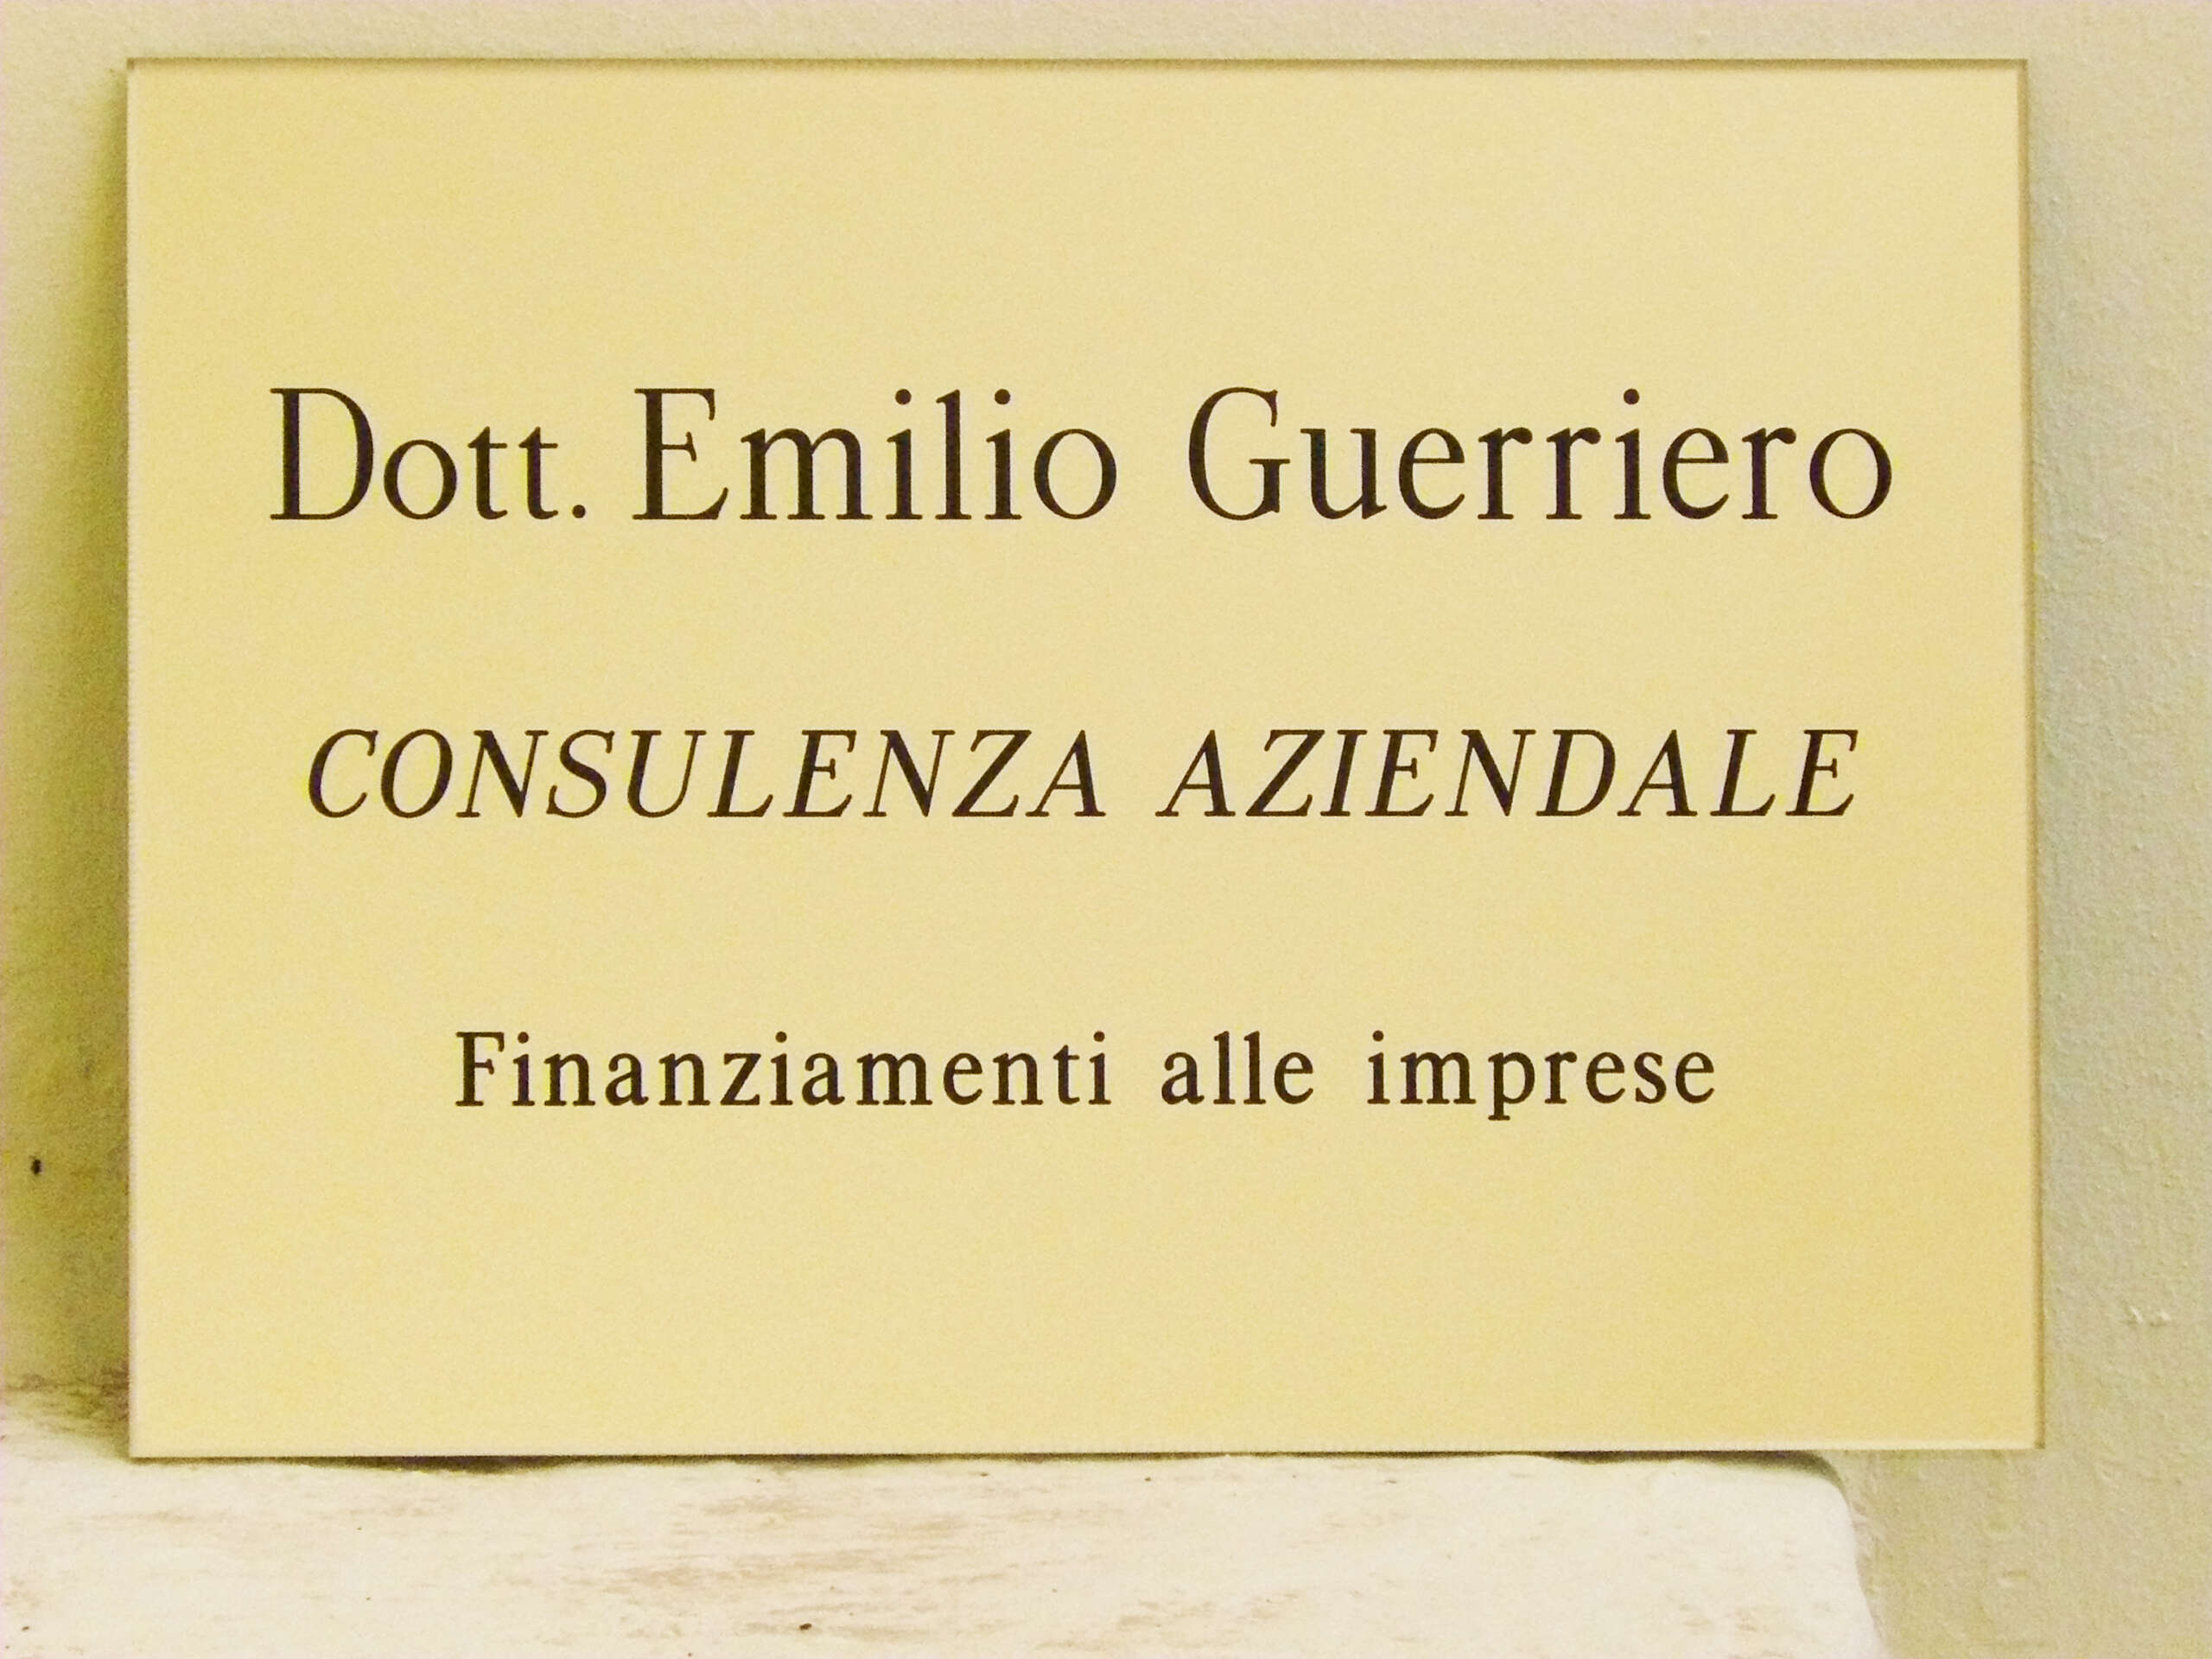 Dott. Emilio Guerriero
CONSULENZA AZIENDALE
Finanziamenti alle imprese